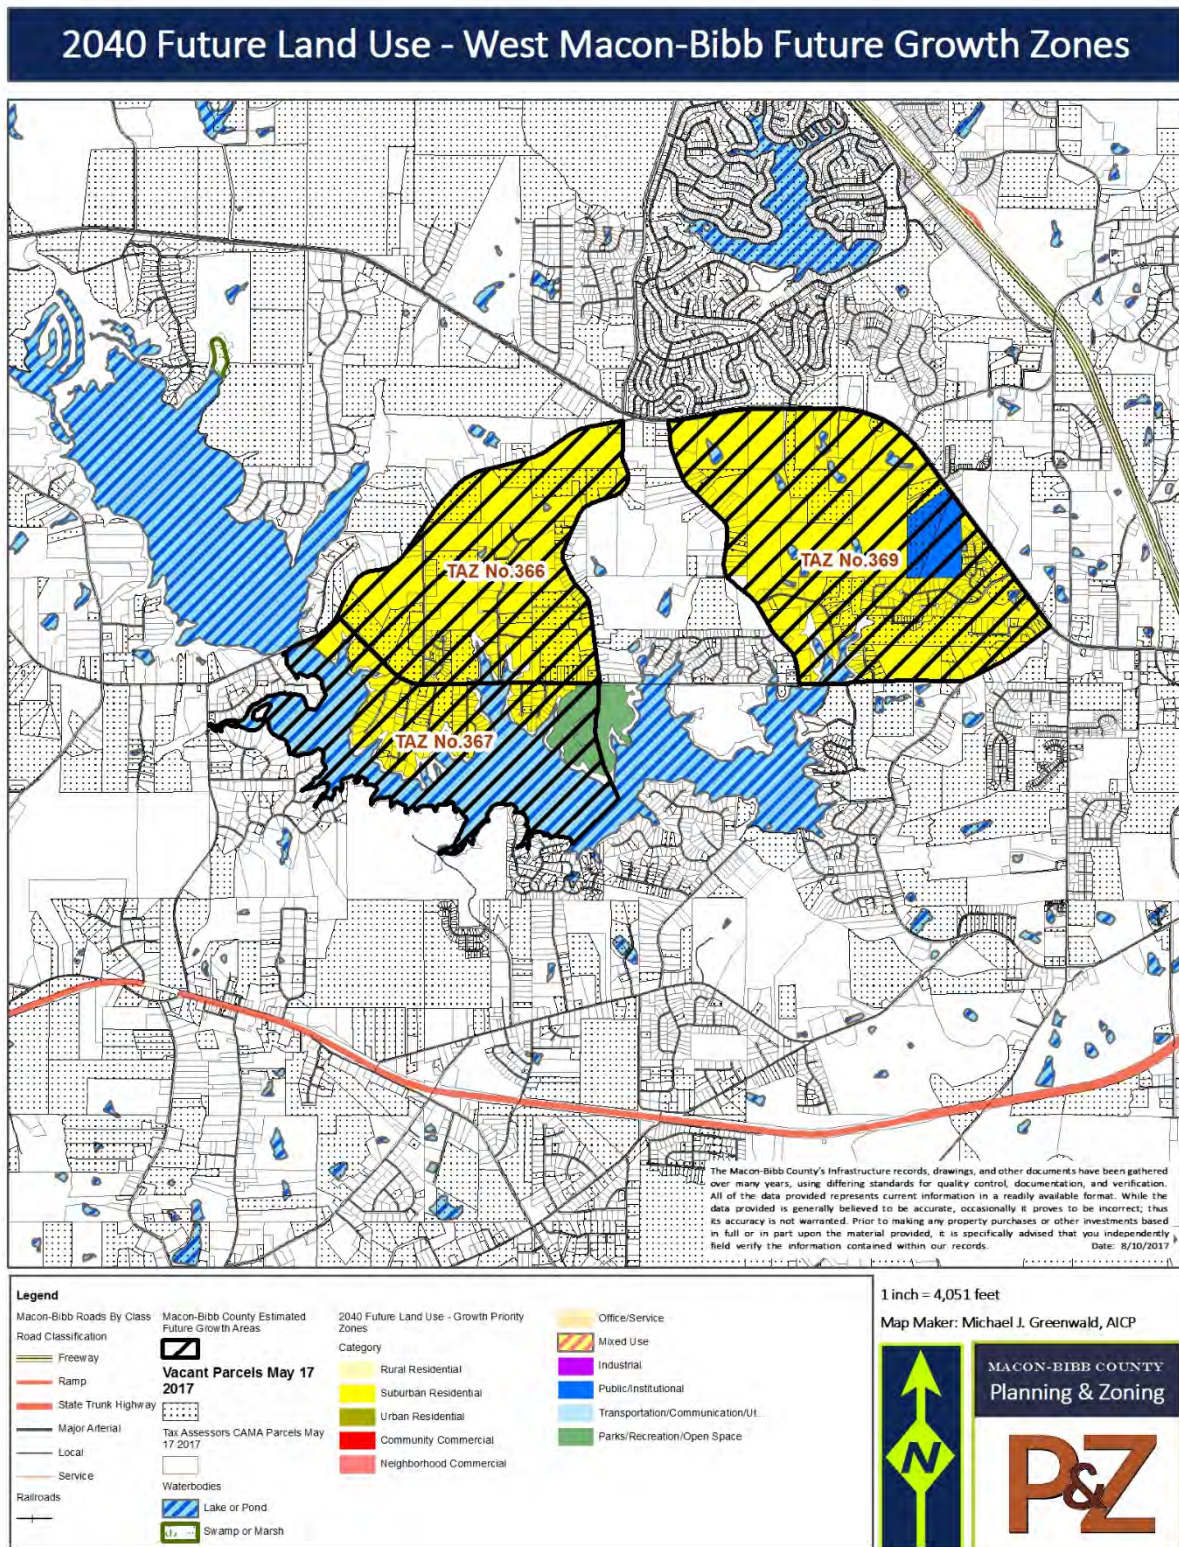 2040 Future Land Use - West Macon-Bibb Future Growth Zones
TAZ No.366
TAZ No.369
TAZ No.367
The Macon-Bibb County's Infrastructure records, drawings, and other documents have been gathered
over many years, using differing standards for quality control, documentation, and verification.
All of the data provided represents current information in a readily available format. While the
data provided is generally believed to be accurate, occasionally it proves to be incorrect; thus
its accuracy is not warranted. Prior to making any property purchases or other investments based
in full or in part upon the material provided, it is specifically advised that you independently
field verify the information contained within our records.
Date: 8/10/2017
Legend
Macon-Bibb Roads By Class
Road Classification
Freeway
Ramp
State Trunk Highway
Major Arterial
Local
Service
Railroads
Macon-Bibb County Estimated
Future Growth Areas
Vacant Parcels May 17
2017
Tax Assessors CAMA Parcels May
17 2017
Waterbodies
Lake or Pond
Swamp or Marsh
2040 Future Land Use - Growth Priority
Zones
Category
Rural Residential
Suburban Residential
Urban Residential
Community Commercial
Neighborhood Commercial
Office/Service
Mixed Use
Industrial
Public/Institutional
Transportation/Communication/Ut...
Parks/Recreation/Open Space
1 inch = 4,051 feet
Map Maker: Michael J. Greenwald, AICP
N
MACON-BIBB COUNTY
Planning & Zoning
P&Z